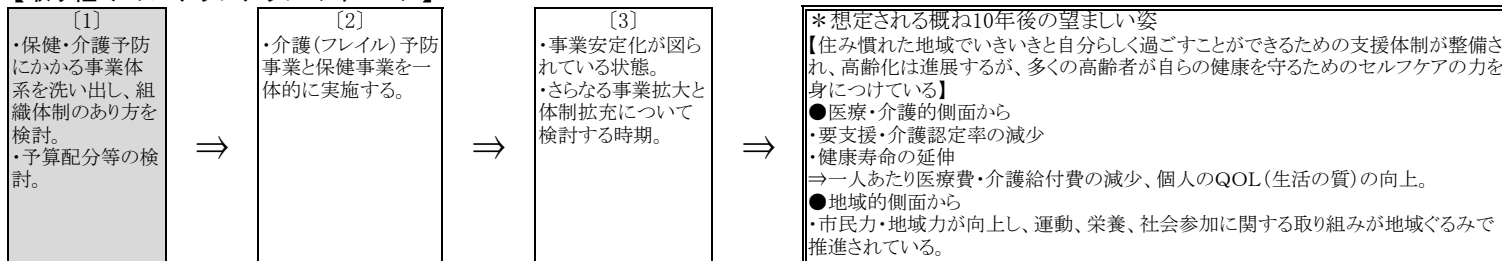 〔1〕
・保健・介護予防
にかかる事業体
系を洗い出し、組
織体制のあり方を
検討。
・予算配分等の検
討。
⇒
〔2〕
・介護(フレイル)予防
事業と保健事業を一
体的に実施する。
⇒
〔3〕
・事業安定化が図ら
れている状態。
・さらなる事業拡大と
体制拡充について
検討する時期。
⇒
*想定される概ね10年後の望ましい姿
【住み慣れた地域でいきいきと自分らしく過ごすことができるための支援体制が整備さ
れ、高齢化は進展するが、多くの高齢者が自らの健康を守るためのセルフケアの力を
身につけている】
●医療・介護的側面から
・要支援・介護認定率の減少
・健康寿命の延伸
⇒一人あたり医療費・介護給付費の減少、個人のQOL(生活の質)の向上。
●地域的側面から
・市民力・地域力が向上し、運動、栄養、社会参加に関する取り組みが地域ぐるみで
推進されている。